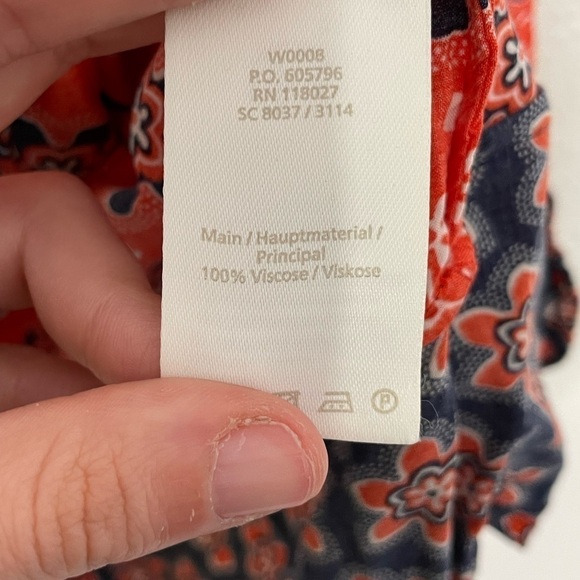 W0008
P.O. 605796
RN 118027
SC 8037 / 3114
Main / Hauptmaterial /
Principal
100% Viscose / Viskose
P